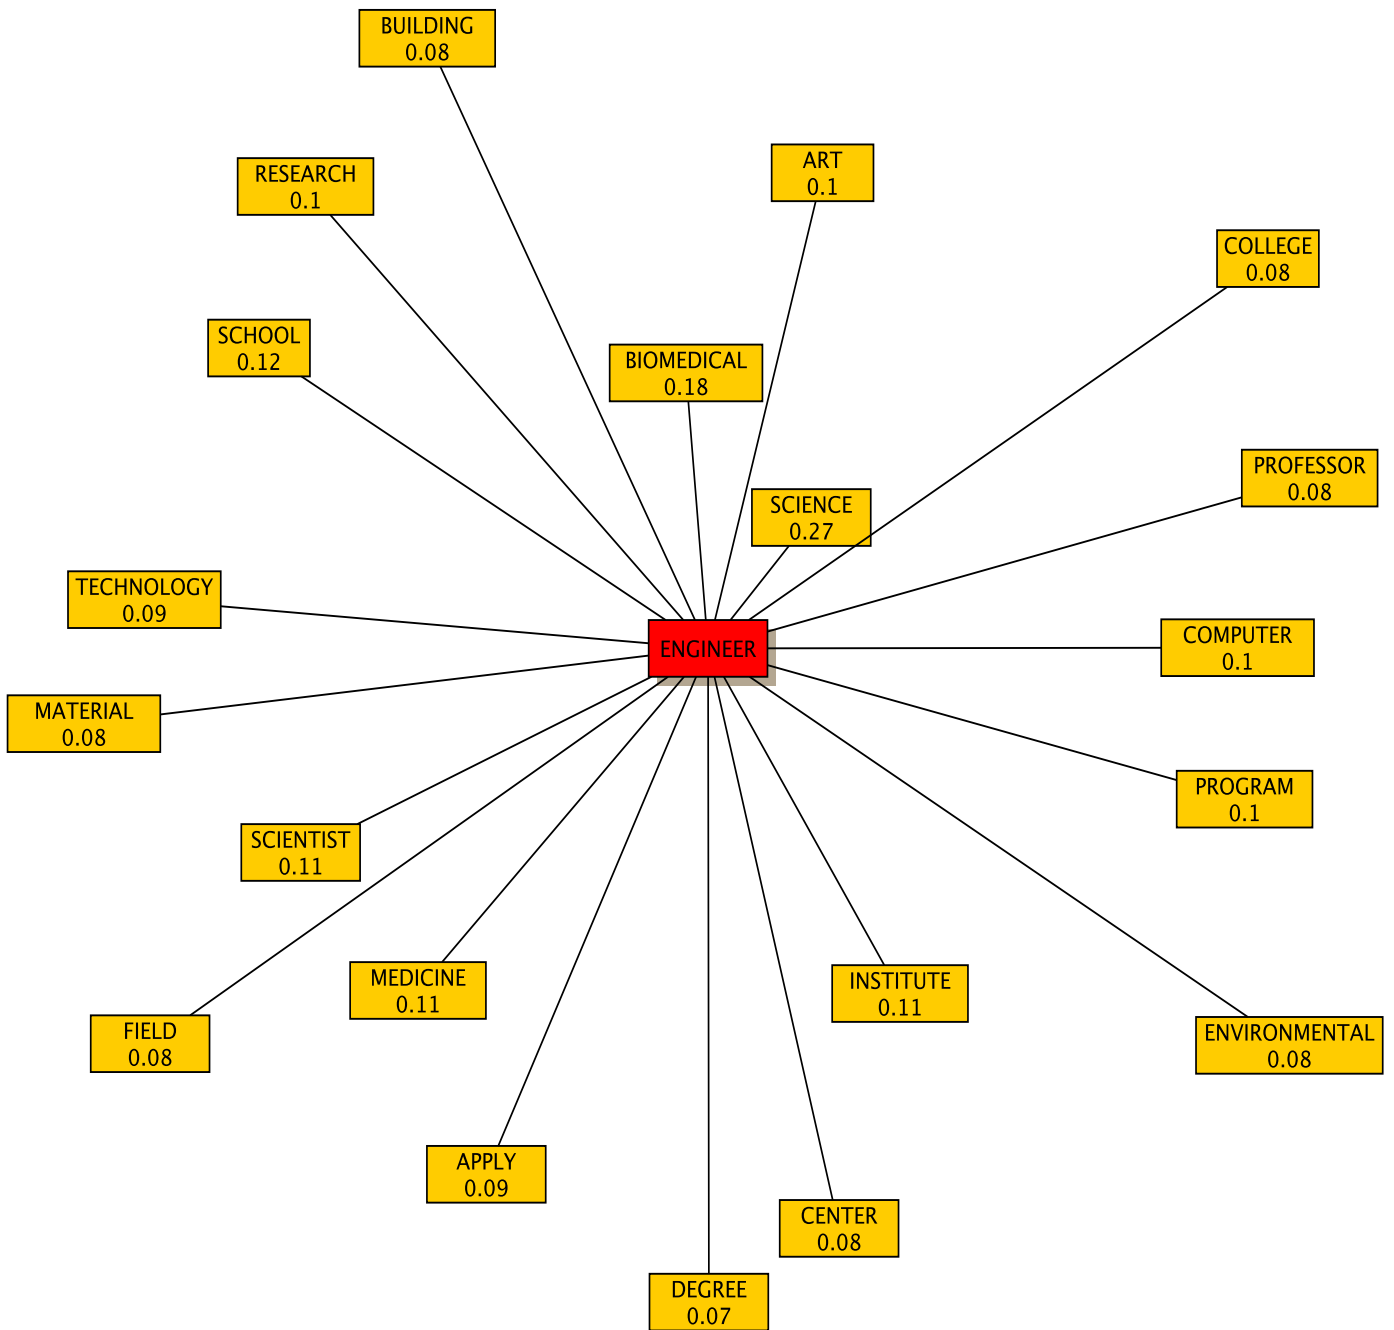 BUILDING
0.08
ART
0.1
RESEARCH
0.1
COLLEGE
0.08
SCHOOL
0.12
BIOMEDICAL
0.18
PROFESSOR
0.08
SCIENCE
0.27
TECHNOLOGY
0.09
COMPUTER
0.1
ENGINEER
MATERIAL
0.08
PROGRAM
0.1
SCIENTIST
0.11
MEDICINE
0.11
INSTITUTE
0.11
FIELD
0.08
ENVIRONMENTAL
0.08
APPLY
0.09
CENTER
0.08
DEGREE
0.07